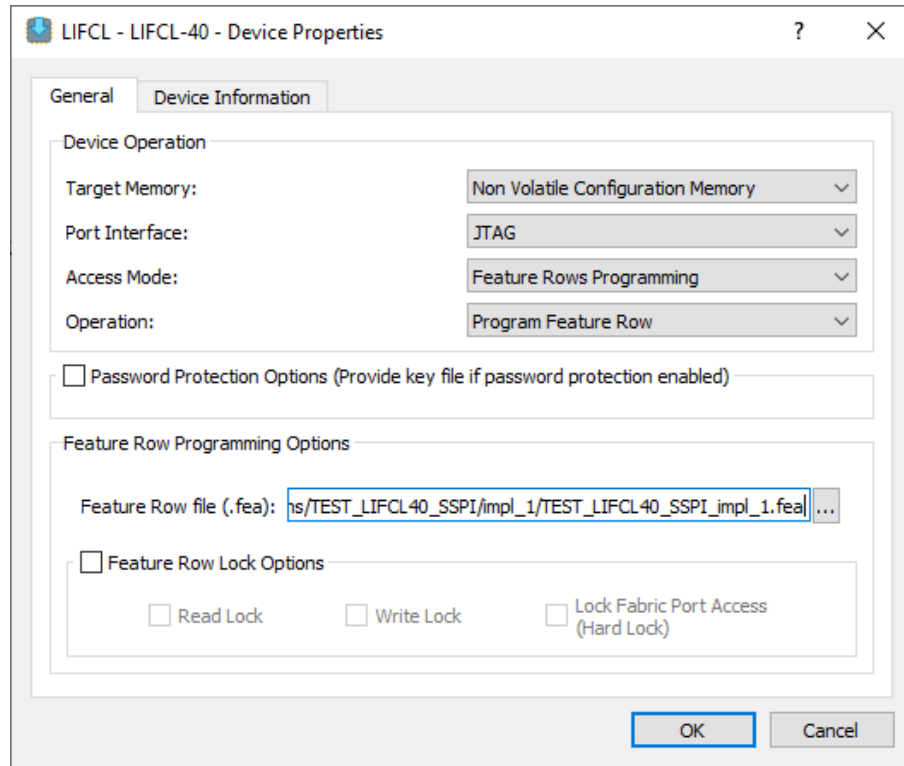 LIFCL - LIFCL-40 - Device Properties
General Device Information
Device Operation
Target Memory: Non Volatile Configuration Memory
Port Interface: JTAG
Access Mode: Feature Rows Programming
Operation: Program Feature Row
Password Protection Options (Provide key file if password protection enabled)
Feature Row Programming Options
Feature Row file (.fea): ns/TEST_LIFCL40_SSPI/impl_1/TEST_LIFCL40_SSPI_impl_1.fea ...
Feature Row Lock Options
Read Lock Write Lock Lock Fabric Port Access
(Hard Lock)
OK Cancel